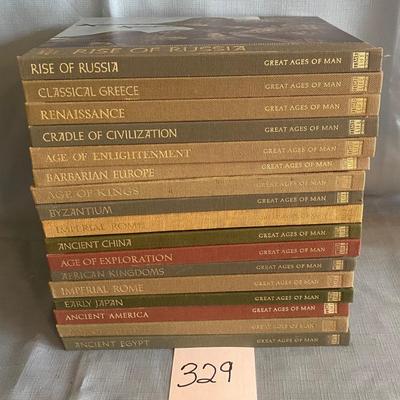 RISE OF RUSSIA
RISE OF RUSSIA GREAT AGES OF MAN
CLASSICAL GREECE GREAT AGES OF MAN
RENAISSANCE GREAT AGES OF MAN
CRADLE OF CIVILIZATION GREAT AGES OF MAN
AGE OF ENLIGHTENMENT GREAT AGES OF MAN
BARBARIAN EUROPE GREAT AGES OF MAN
AGE OF KINGS GREAT AGES OF MAN
BYZANTIUM GREAT AGES OF MAN
IMPERIAL ROME
ANCIENT CHINA GREAT AGES OF MAN
AGE OF EXPLORATION GREAT AGES OF MAN
AFRICAN KINGDOMS GREAT AGES OF MAN
IMPERIAL ROME GREAT AGES OF MAN
EARLY JAPAN GREAT AGES OF MAN
ANCIENT AMERICA GREAT AGES OF MAN
GREAT AGES OF MAN
ANCIENT EGYPT GREAT AGES OF MAN
329